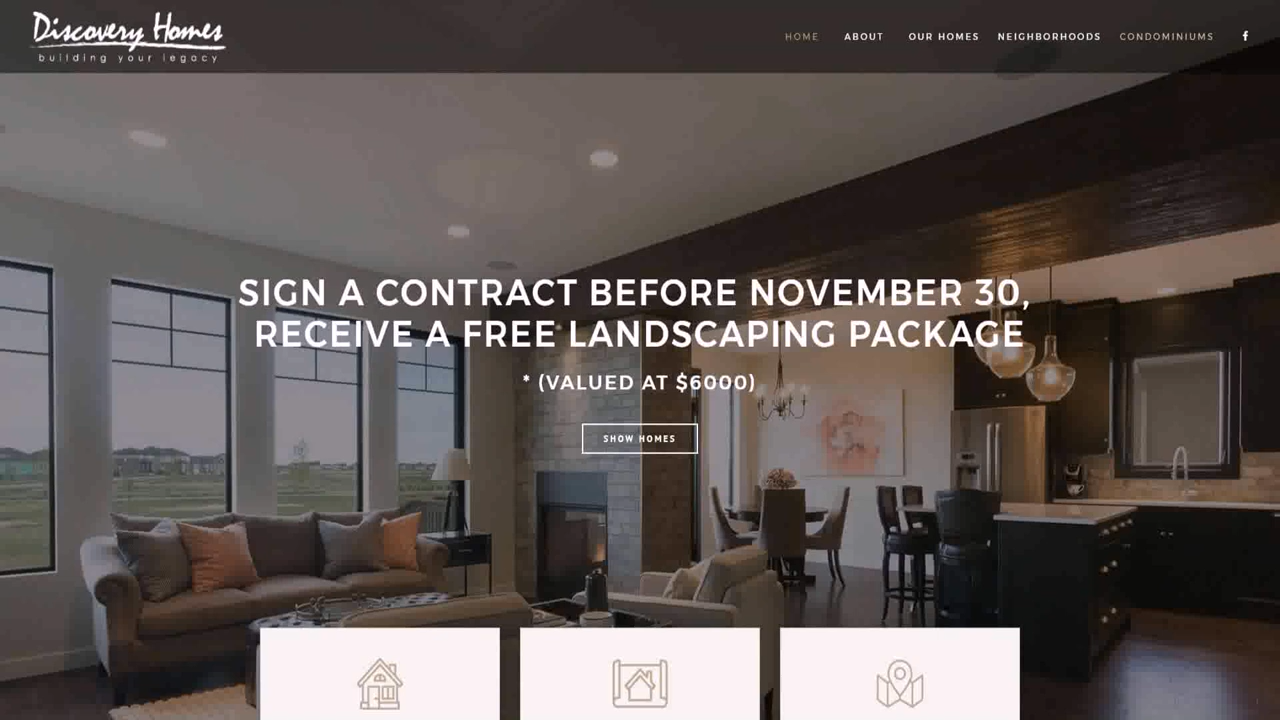 Discovery Homes
building your legacy
HOME ABOUT OUR HOMES NEIGHBORHOODS CONDOMINIUMS f
SIGN A CONTRACT BEFORE NOVEMBER 30,
RECEIVE A FREE LANDSCAPING PACKAGE
* (VALUED AT $6000)
SHOW HOMES